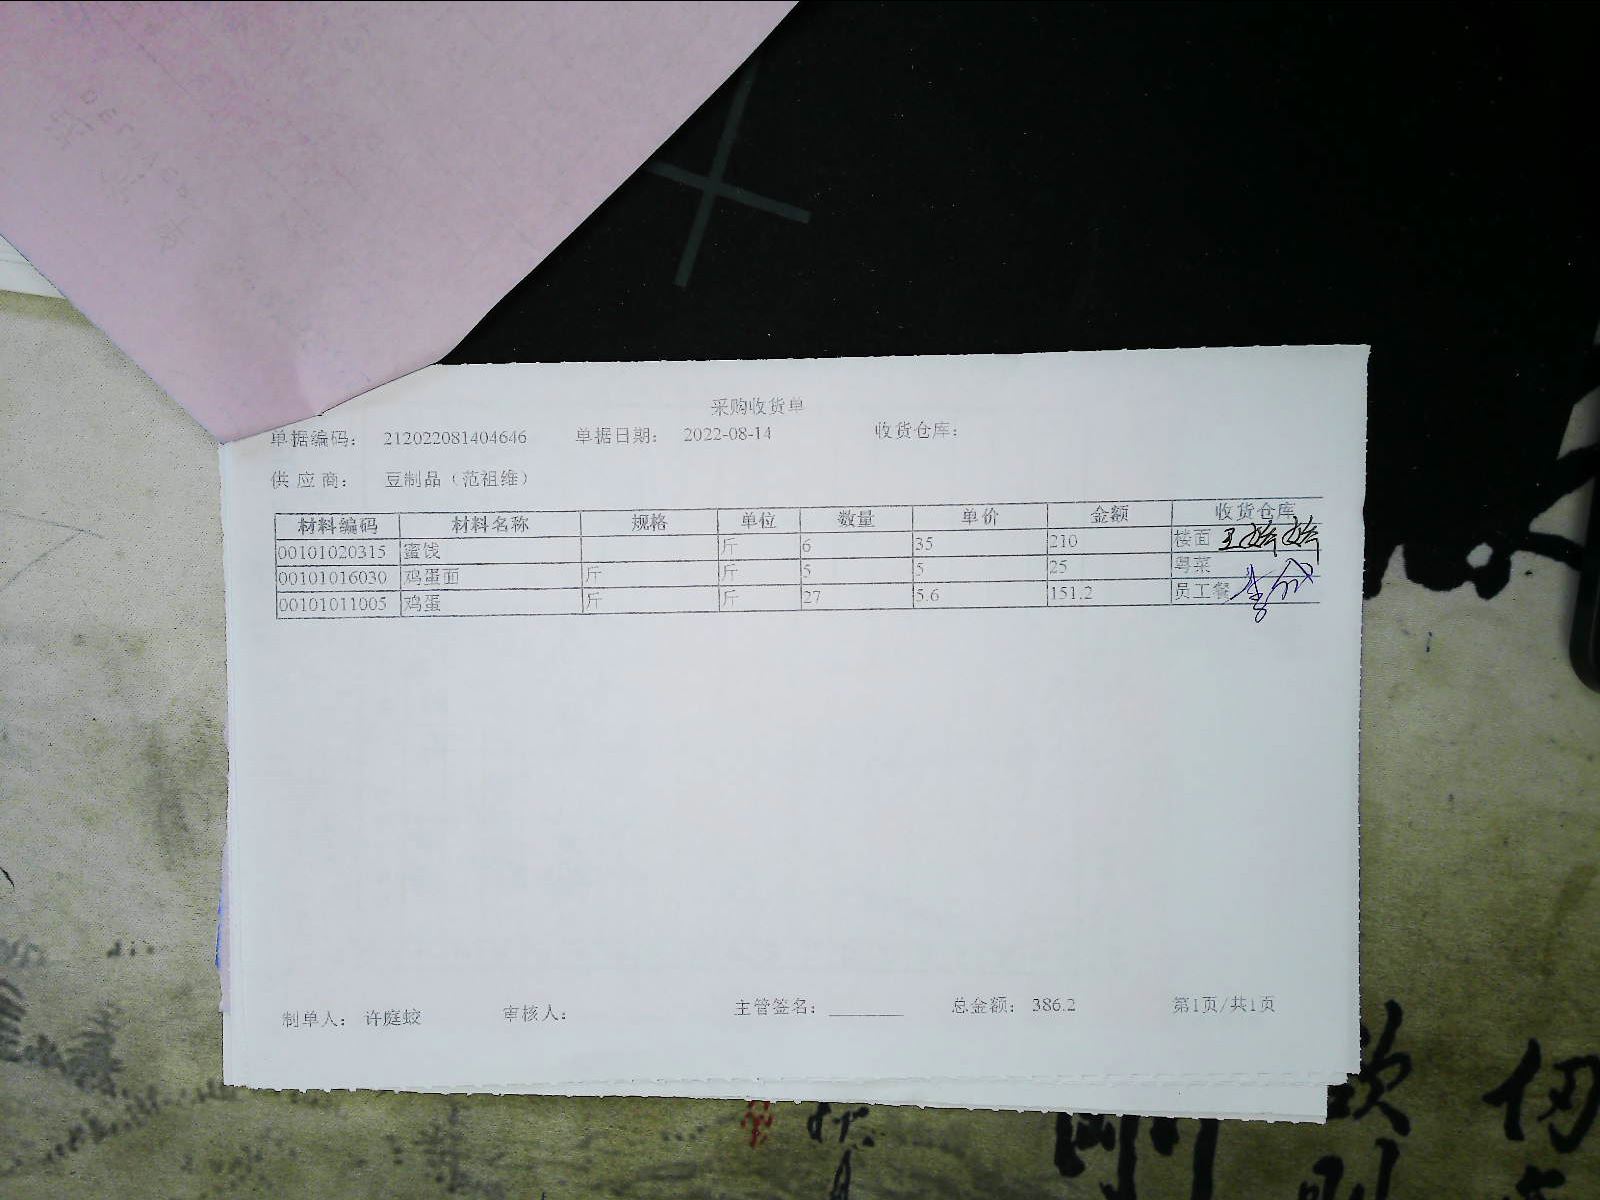 采购收货单
单据编码： 212022081404646 单据日期： 2022-08-14 收货仓库：
供 应 商： 豆制品（范祖维）
材料编码 材料名称 规格 单位 数量 单价 金额 收货仓库
00101020315 蜜饯 斤 6 35 210 楼面
00101016030 鸡蛋面 斤 斤 5 5 25 粤菜
00101011005 鸡蛋 斤 斤 27 5.6 151.2 员工餐
制单人： 许庭蛟 审核人： 主管签名： 总金额： 386.2 第1页/共1页